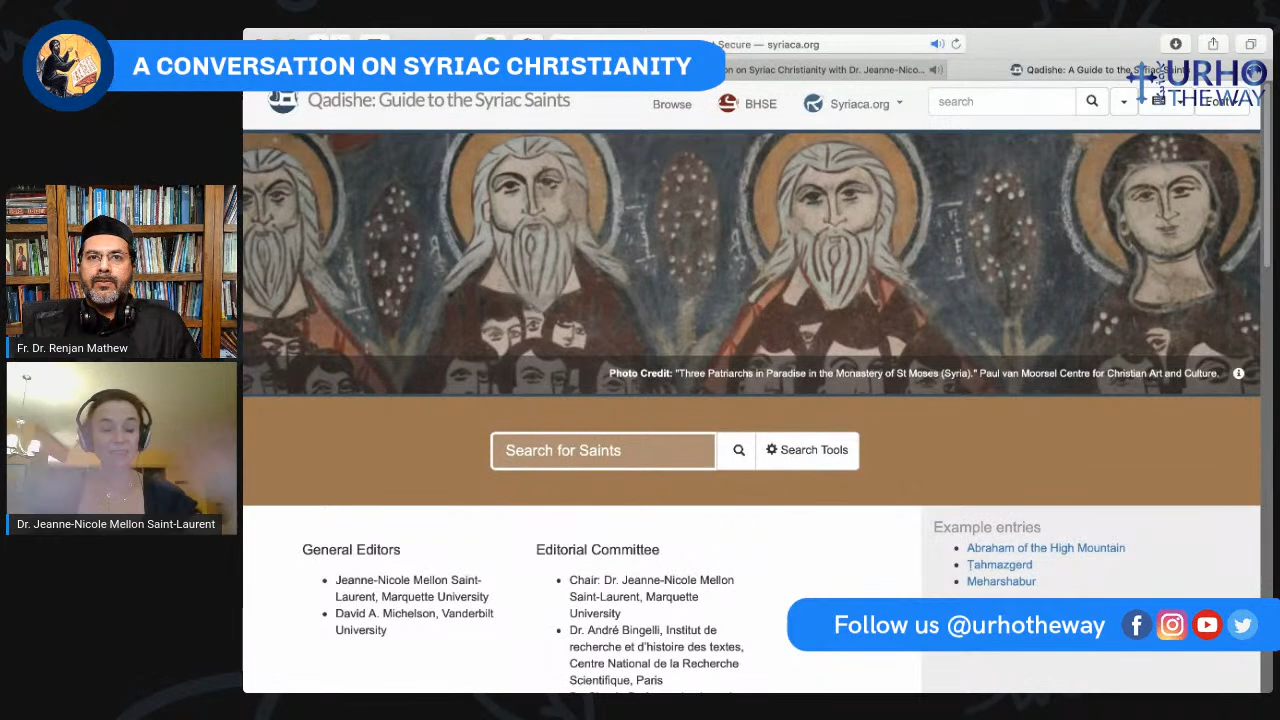 A CONVERSATION ON SYRIAC CHRISTIANITY
Secure — syriaca.org
on on Syriac Christianity with Dr. Jeanne-Nico...
Qadishe: A Guide to the Syriac Saints
URHO
THE WAY
Qadishe: Guide to the Syriac Saints
Browse
BHSE
Syriaca.org
search
Photo Credit: "Three Patriarchs in Paradise in the Monastery of St Moses (Syria)." Paul van Moorsel Centre for Christian Art and Culture.
Fr. Dr. Renjan Mathew
Dr. Jeanne-Nicole Mellon Saint-Laurent
Search for Saints
Search Tools
General Editors
Jeanne-Nicole Mellon Saint-
Laurent, Marquette University
David A. Michelson, Vanderbilt
University
Editorial Committee
Chair: Dr. Jeanne-Nicole Mellon
Saint-Laurent, Marquette
University
Dr. André Bingelli, Institut de
recherche et d'histoire des textes,
Centre National de la Recherche
Scientifique, Paris
Example entries
Abraham of the High Mountain
Ṭahmazgerd
Meharshabur
Follow us @urhotheway